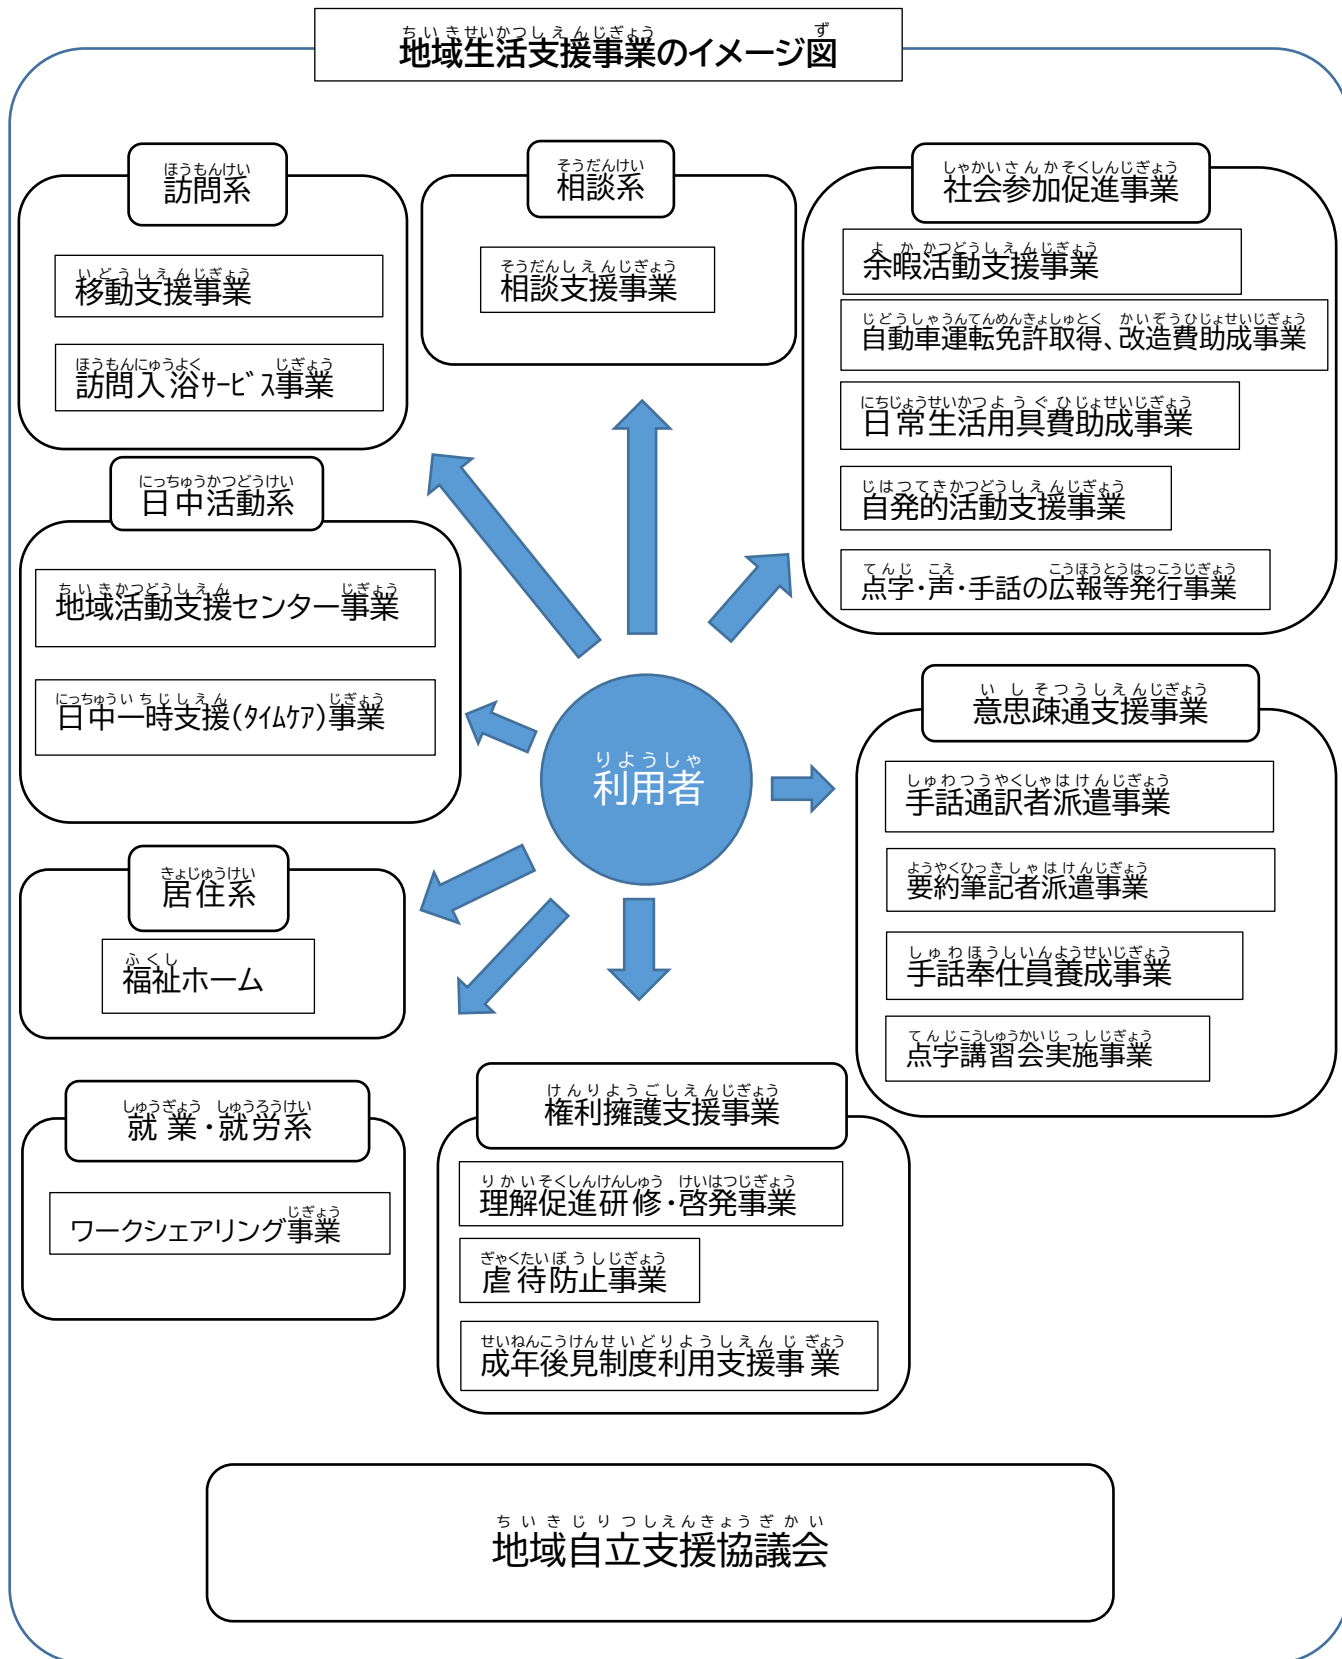 地域生活支援事業のイメージ図
ちいきせいかつしえんじぎょう ず
訪問系
ほうもんけい
移動支援事業
いどうしえんじぎょう
訪問入浴サービス事業
ほうもんにゅうよく じぎょう
相談系
そうだんけい
相談支援事業
そうだんしえんじぎょう
社会参加促進事業
しゃかいさんかそくしんじぎょう
余暇活動支援事業
よかかつどうしえんじぎょう
自動車運転免許取得、改造費助成事業
じどうしゃうんてんめんきょしゅとく かいぞうひじょせいじぎょう
日常生活用具費助成事業
にちじょうせいかつようぐひじょせいじぎょう
自発的活動支援事業
じはつてきかつどうしえんじぎょう
点字・声・手話の広報等発行事業
てんじ こえ こうほうとうはっこうじぎょう
日中活動系
にっちゅうかつどうけい
地域活動支援センター事業
ちいきかつどうしえん じぎょう
日中一時支援(タイムケア)事業
にっちゅういちじしえん じぎょう
利用者
りようしゃ
意思疎通支援事業
いしそつうしえんじぎょう
手話通訳者派遣事業
しゅわつうやくしゃはけんじぎょう
要約筆記者派遣事業
ようやくひっきしゃはけんじぎょう
手話奉仕員養成事業
しゅわほうしいんようせいじぎょう
点字講習会実施事業
てんじこうしゅうかいじっしじぎょう
居住系
きょじゅうけい
福祉ホーム
ふくし
就業・就労系
しゅうぎょう しゅうろうけい
ワークシェアリング事業
じぎょう
権利擁護支援事業
けんりようごしえんじぎょう
理解促進研修・啓発事業
りかいそくしんけんしゅう けいはつじぎょう
虐待防止事業
ぎゃくたいぼうしじぎょう
成年後見制度利用支援事業
せいねんこうけんせいどりようしえんじぎょう
地域自立支援協議会
ちいきじりつしえんきょうぎかい